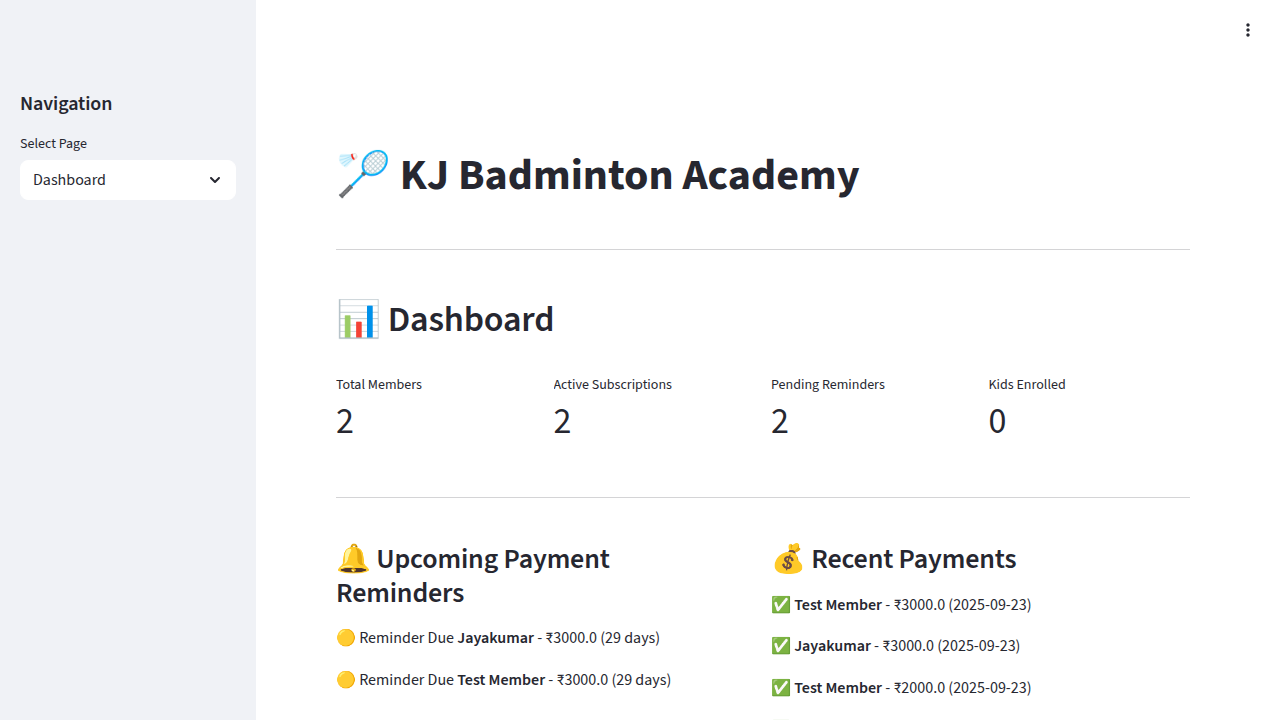 Navigation
Select Page
Dashboard
KJ Badminton Academy
Dashboard
Total Members
2
Active Subscriptions
2
Pending Reminders
2
Kids Enrolled
0
Upcoming Payment
Reminders
Reminder Due Jayakumar - ₹3000.0 (29 days)
Reminder Due Test Member - ₹3000.0 (29 days)
Recent Payments
Test Member - ₹3000.0 (2025-09-23)
Jayakumar - ₹3000.0 (2025-09-23)
Test Member - ₹2000.0 (2025-09-23)